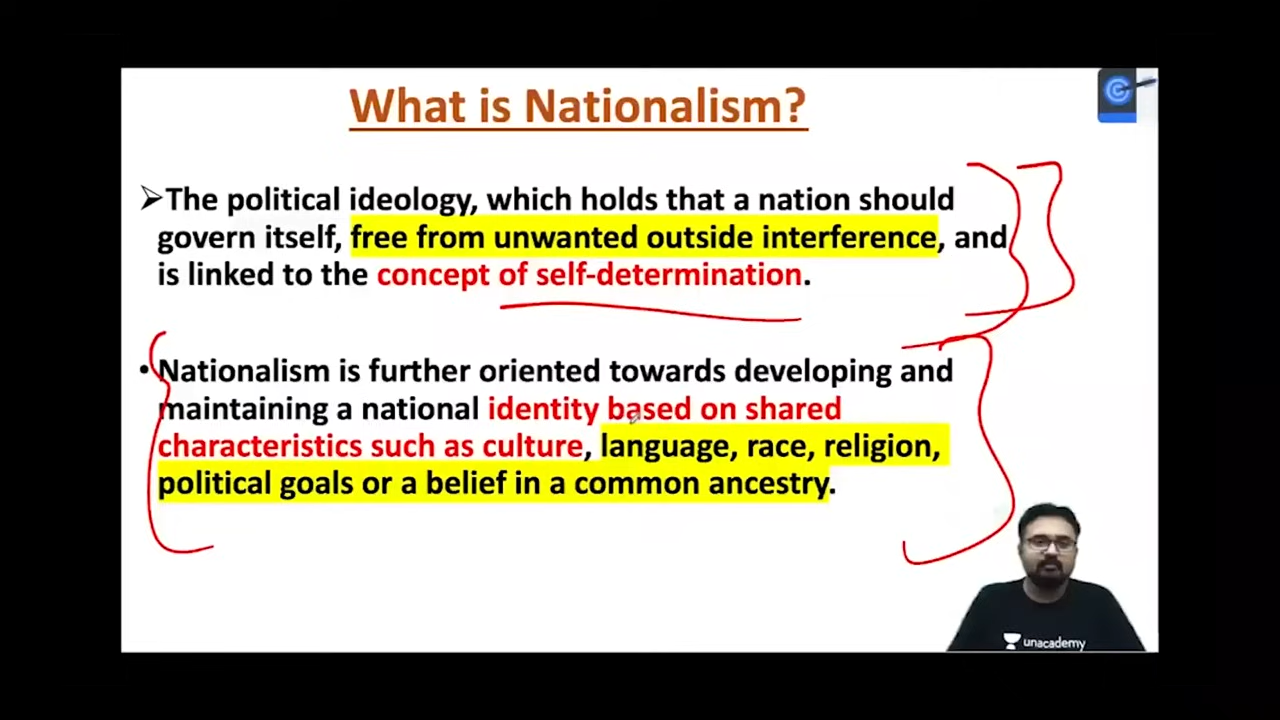 What is Nationalism?
➢The political ideology, which holds that a nation should
govern itself, free from unwanted outside interference, and
is linked to the concept of self-determination.
• Nationalism is further oriented towards developing and
maintaining a national identity based on shared
characteristics such as culture, language, race, religion,
political goals or a belief in a common ancestry.
unacademy